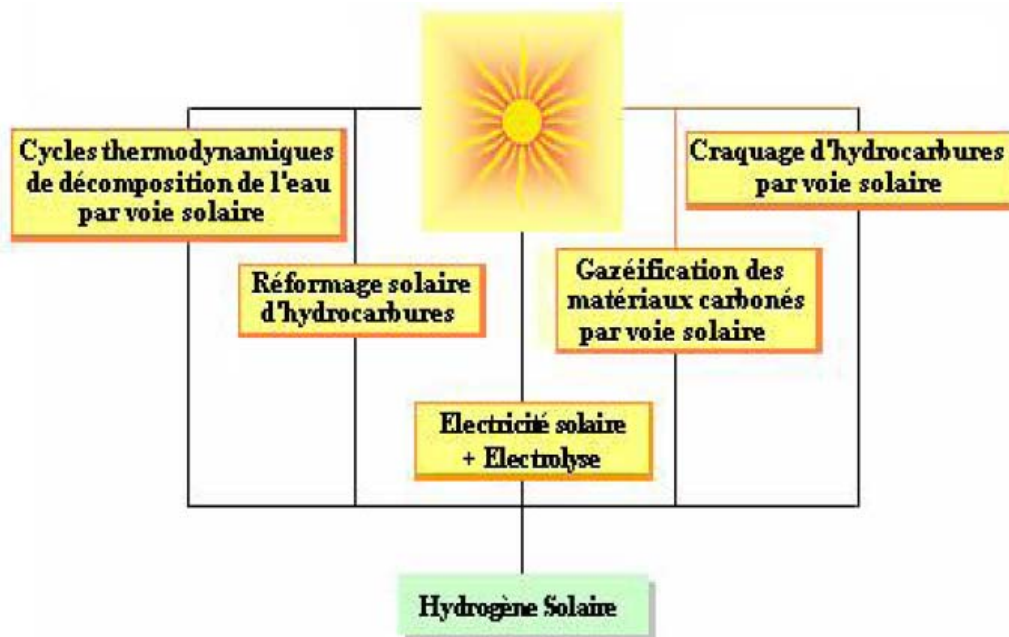 Cycles thermodynamiques
de décomposition de l'eau
par voie solaire
Craquage d'hydrocarbures
par voie solaire
Réformage solaire
d'hydrocarbures
Gazéification des
matériaux carbonés
par voie solaire
Electricité solaire
+ Electrolyse
Hydrogène Solaire